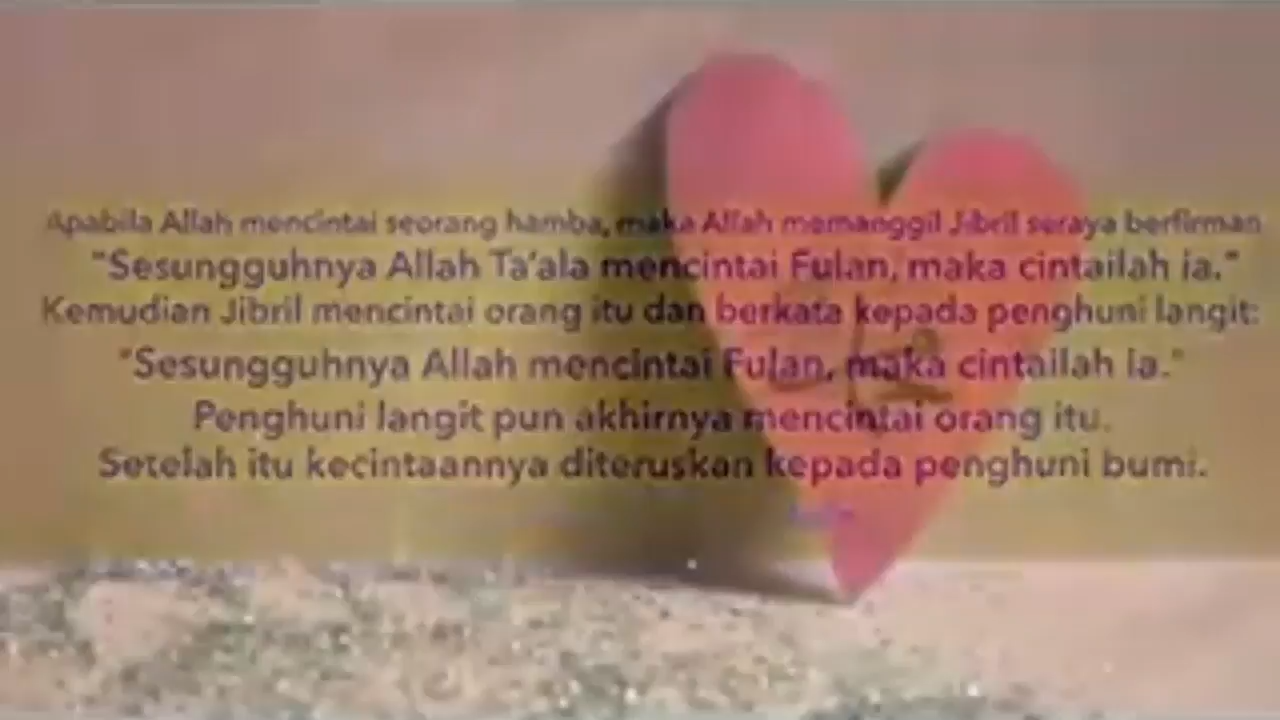 Apabila Allah mencintai seorang hamba, maka Allah memanggil Jibril seraya berfirman
"Sesungguhnya Allah Ta'ala mencintai Fulan, maka cintailah ia."
Kemudian Jibril mencintai orang itu dan berkata kepada penghuni langit:
"Sesungguhnya Allah mencintai Fulan, maka cintailah ia."
Penghuni langit pun akhirnya mencintai orang itu.
Setelah itu kecintaannya diteruskan kepada penghuni bumi.